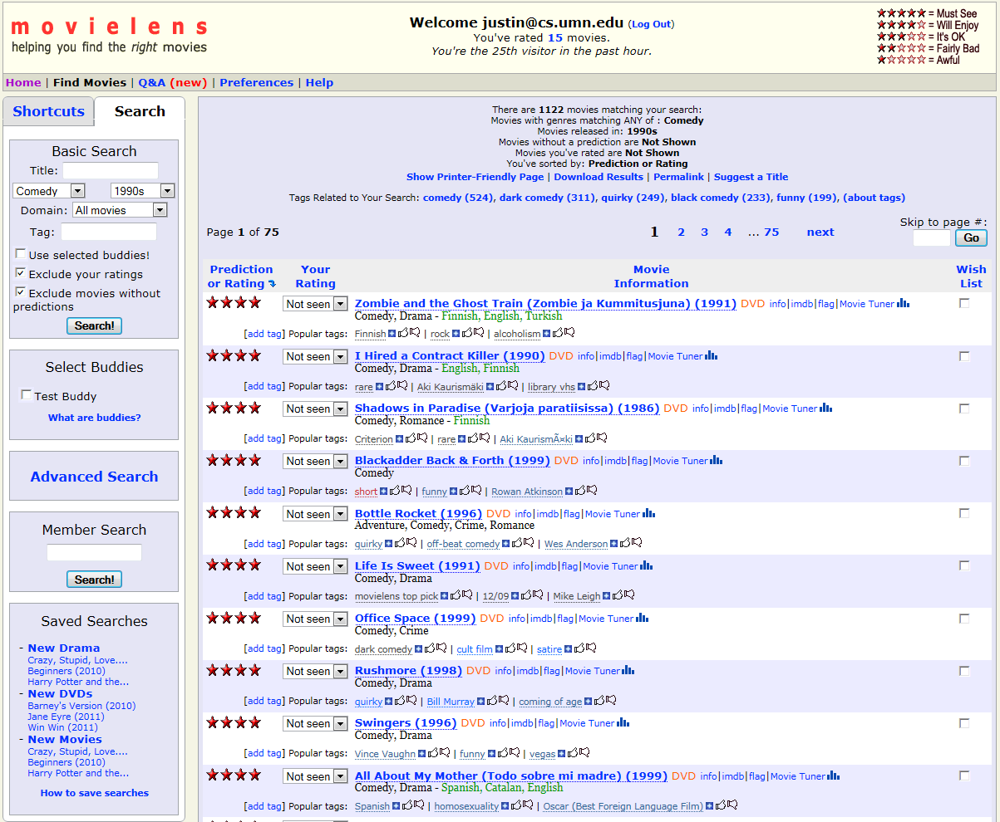 movielens
helping you find the right movies
Welcome justin@cs.umn.edu (Log Out)
You've rated 15 movies.
You're the 25th visitor in the past hour.
= Must See
= Will Enjoy
= It's OK
= Fairly Bad
= Awful
Home | Find Movies | Q&A (new) | Preferences | Help
Shortcuts Search
Basic Search
Title:
Comedy 1990s
Domain: All movies
Tag:
Use selected buddies!
Exclude your ratings
Exclude movies without
predictions
Search!
Select Buddies
Test Buddy
What are buddies?
Advanced Search
Member Search
Search!
Saved Searches
- New Drama
Crazy, Stupid, Love....
Beginners (2010)
Harry Potter and the...
- New DVDs
Barney's Version (2010)
Jane Eyre (2011)
Win Win (2011)
- New Movies
Crazy, Stupid, Love....
Beginners (2010)
Harry Potter and the...
How to save searches
There are 1122 movies matching your search:
Movies with genres matching ANY of : Comedy
Movies released in: 1990s
Movies without a prediction are Not Shown
Movies you've rated are Not Shown
You've sorted by: Prediction or Rating
Show Printer-Friendly Page | Download Results | Permalink | Suggest a Title
Tags Related to Your Search: comedy (524), dark comedy (311), quirky (249), black comedy (233), funny (199), (about tags)
Page 1 of 75 1 2 3 4 ... 75 next
Skip to page #:
Go
Prediction or Rating Your Rating Movie Information Wish List
Not seen Zombie and the Ghost Train (Zombie ja Kummitusjuna) (1991) DVD info|imdb|flag|Movie Tuner
Comedy, Drama - Finnish, English, Turkish
[add tag] Popular tags: Finnish | rock | alcoholism
Not seen I Hired a Contract Killer (1990) DVD info|imdb|flag|Movie Tuner
Comedy, Drama - English, Finnish
[add tag] Popular tags: rare | Aki Kaurismäki | library vhs
Not seen Shadows in Paradise (Varjoja paratiisissa) (1986) DVD info|imdb|flag|Movie Tuner
Comedy, Romance - Finnish
[add tag] Popular tags: Criterion | rare | Aki KaurismÃ¤ki
Not seen Blackadder Back & Forth (1999) DVD info|imdb|flag|Movie Tuner
Comedy
[add tag] Popular tags: short | funny | Rowan Atkinson
Not seen Bottle Rocket (1996) DVD info|imdb|flag|Movie Tuner
Adventure, Comedy, Crime, Romance
[add tag] Popular tags: quirky | off-beat comedy | Wes Anderson
Not seen Life Is Sweet (1991) DVD info|imdb|flag|Movie Tuner
Comedy, Drama
[add tag] Popular tags: movielens top pick | 12/09 | Mike Leigh
Not seen Office Space (1999) DVD info|imdb|flag|Movie Tuner
Comedy, Crime
[add tag] Popular tags: dark comedy | cult film | satire
Not seen Rushmore (1998) DVD info|imdb|flag|Movie Tuner
Comedy, Drama
[add tag] Popular tags: quirky | Bill Murray | coming of age
Not seen Swingers (1996) DVD info|imdb|flag|Movie Tuner
Comedy, Drama
[add tag] Popular tags: Vince Vaughn | funny | vegas
Not seen All About My Mother (Todo sobre mi madre) (1999) DVD info|imdb|flag|Movie Tuner
Comedy, Drama - Spanish, Catalan, English
[add tag] Popular tags: Spanish | homosexuality | Oscar (Best Foreign Language Film)